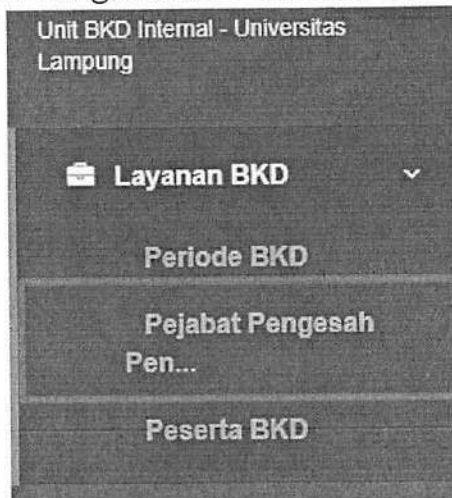 Unit BKD Internal - Universitas
Lampung
Layanan BKD
Periode BKD
Pejabat Pengesah
Pen...
Peserta BKD